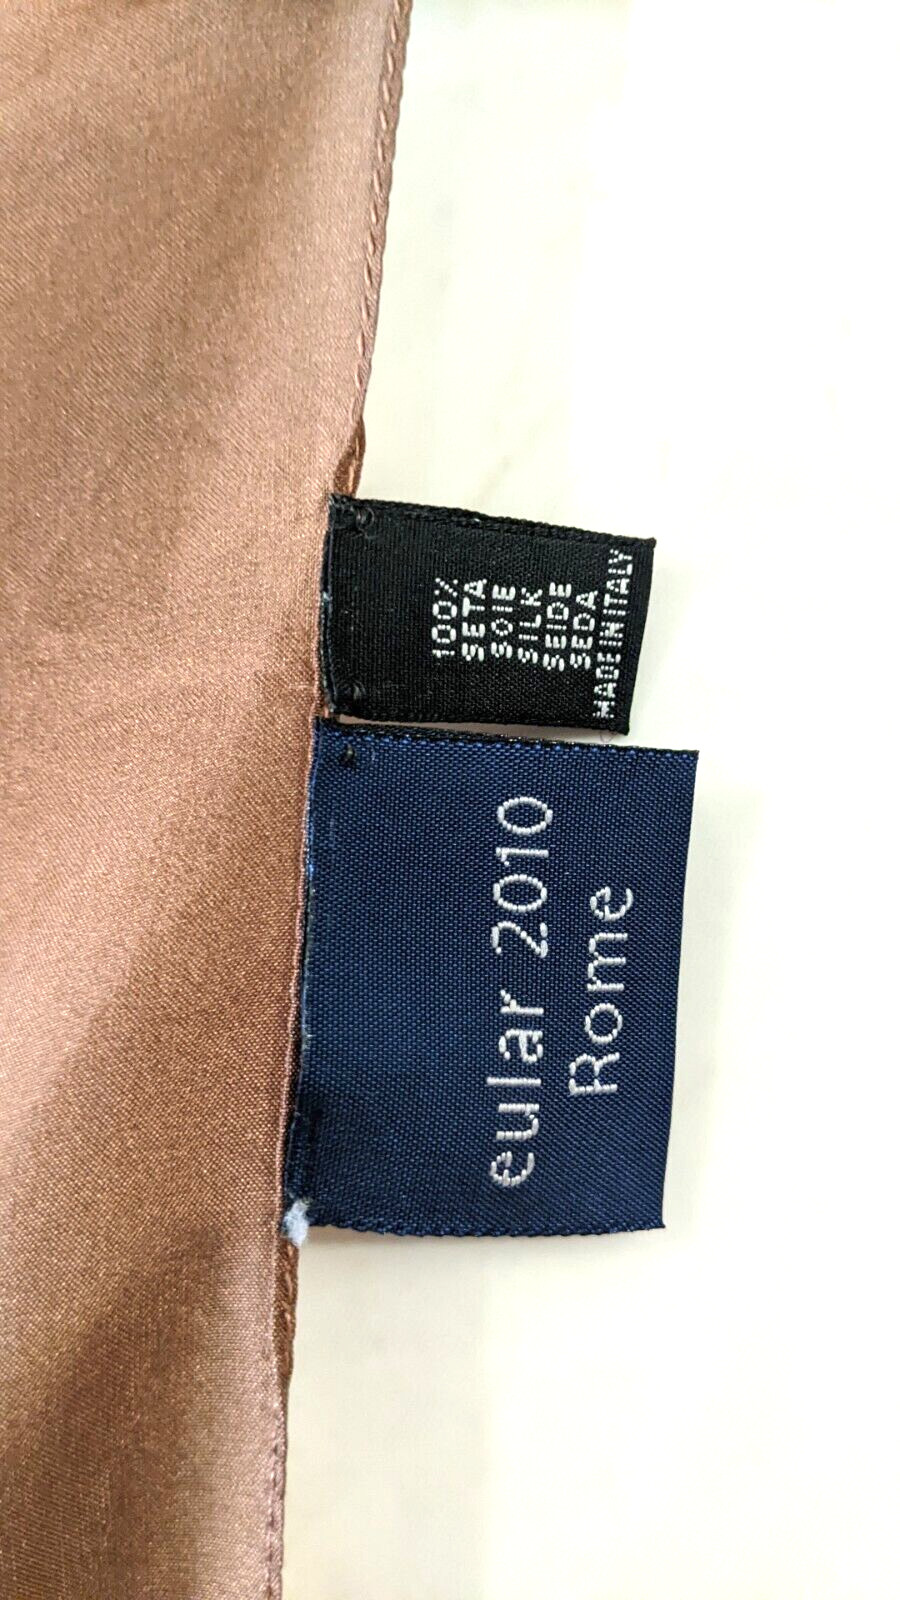 100%
SETA
SOIE
SILK
SEIDE
SEDA
MADE IN ITALY
eular 2010
Rome